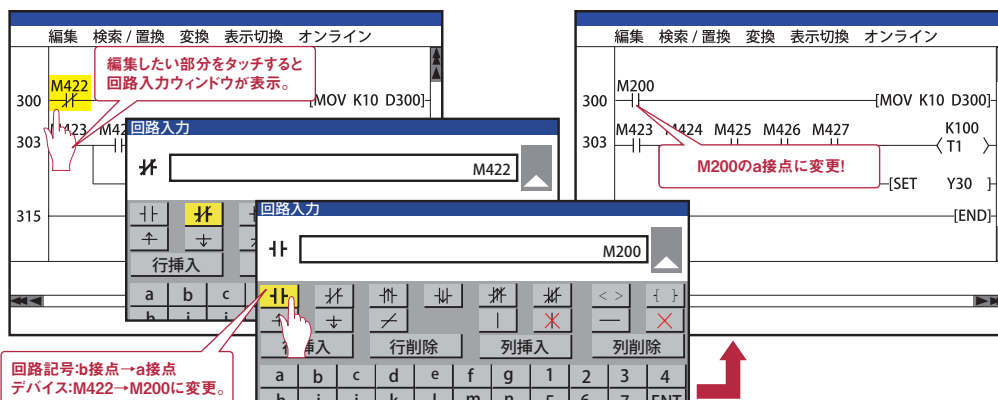 編集 検索 / 置換 変換 表示切換 オンライン
編集したい部分をタッチすると
回路入力ウィンドウが表示。
M422
300
[MOV K10 D300]
303
M423
315
回路入力
M422
行挿入
a b c
h i j
回路入力
M200
< > { }
行挿入 行削除 列挿入 列削除
a b c d e f g 1 2 3 4
h i j k l m n 5 6 7 ENT
回路記号:b接点→a接点
デバイス:M422→M200に変更。
編集 検索 / 置換 変換 表示切換 オンライン
M200
300
[MOV K10 D300]
303
M423 M424 M425 M426 M427 K100
T1
M200のa接点に変更!
[SET Y30 ]
[END]